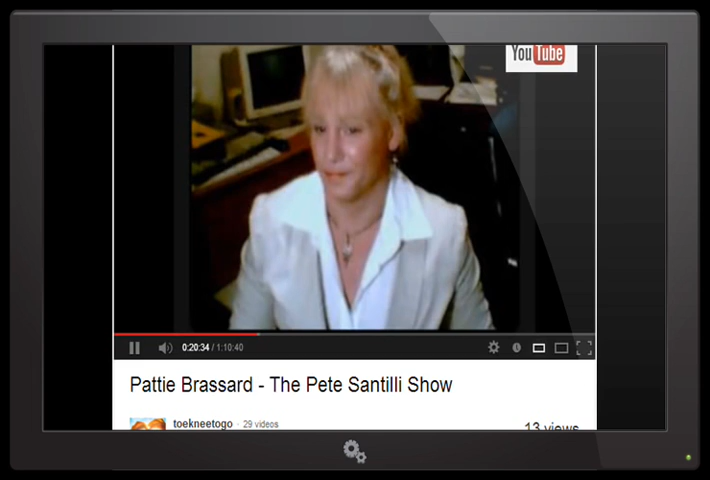 YouTube
0:20:34 / 1:10:40
Pattie Brassard - The Pete Santilli Show
toekneetogo · 29 videos
13 views